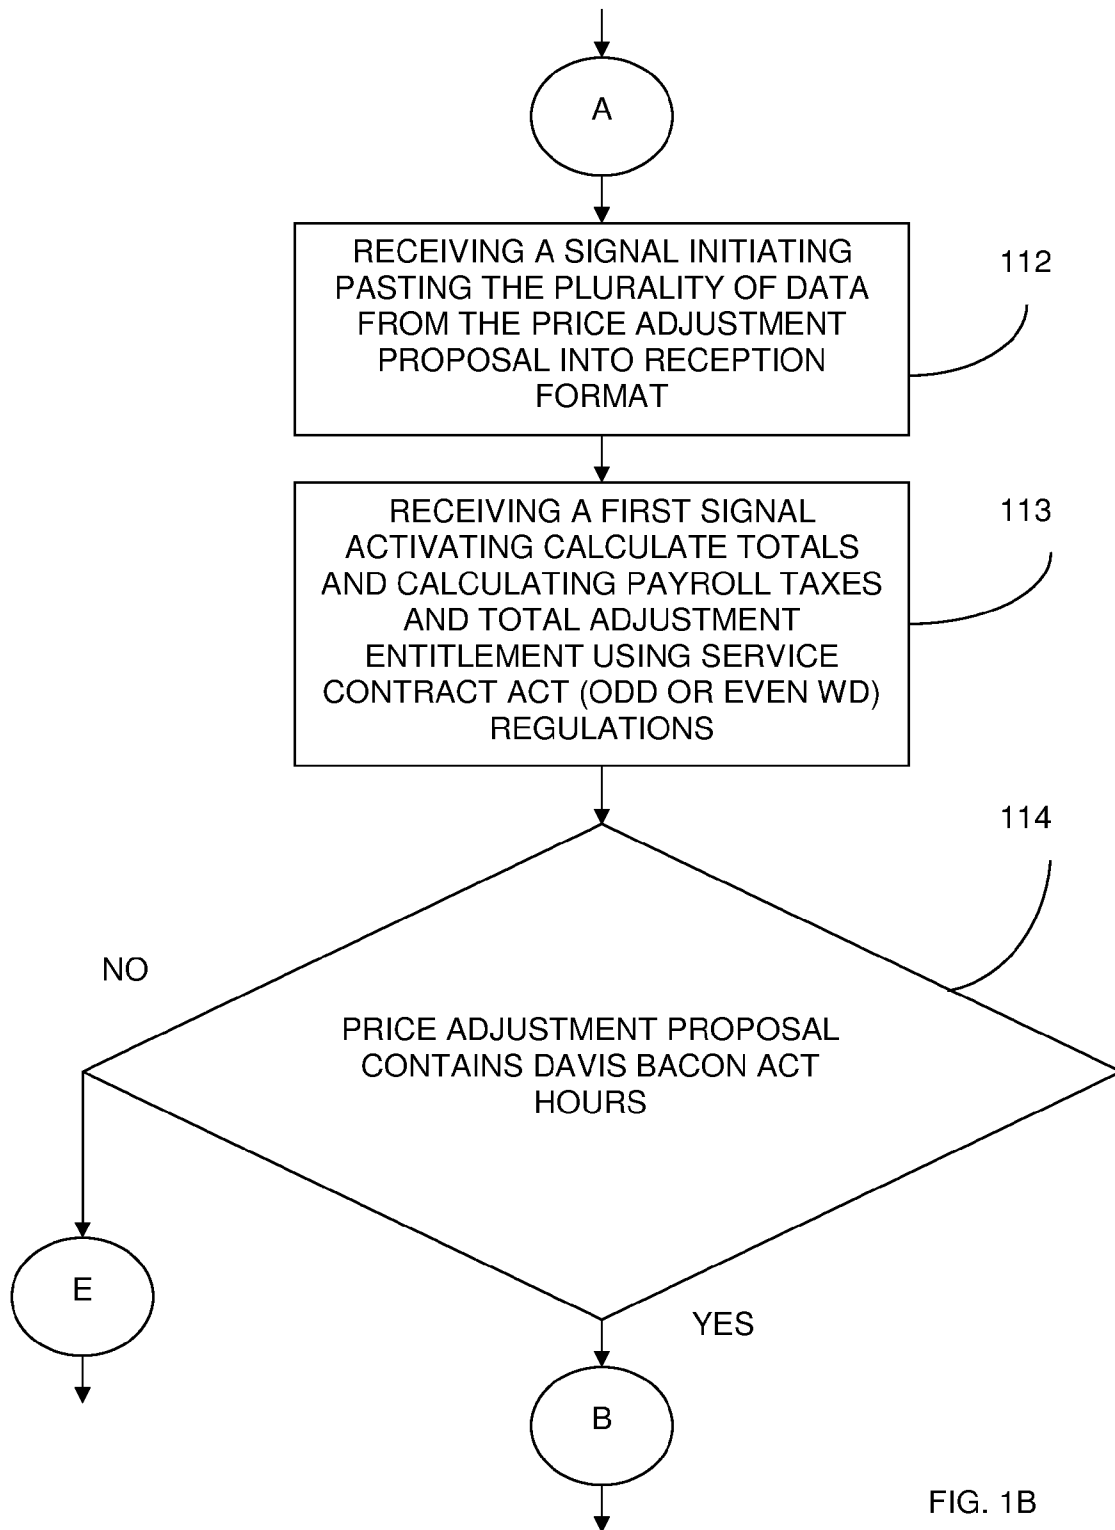 A
RECEIVING A SIGNAL INITIATING
PASTING THE PLURALITY OF DATA
FROM THE PRICE ADJUSTMENT
PROPOSAL INTO RECEPTION
FORMAT
112
RECEIVING A FIRST SIGNAL
ACTIVATING CALCULATE TOTALS
AND CALCULATING PAYROLL TAXES
AND TOTAL ADJUSTMENT
ENTITLEMENT USING SERVICE
CONTRACT ACT (ODD OR EVEN WD)
REGULATIONS
113
114
NO
PRICE ADJUSTMENT PROPOSAL
CONTAINS DAVIS BACON ACT
HOURS
E
YES
B
FIG. 1B